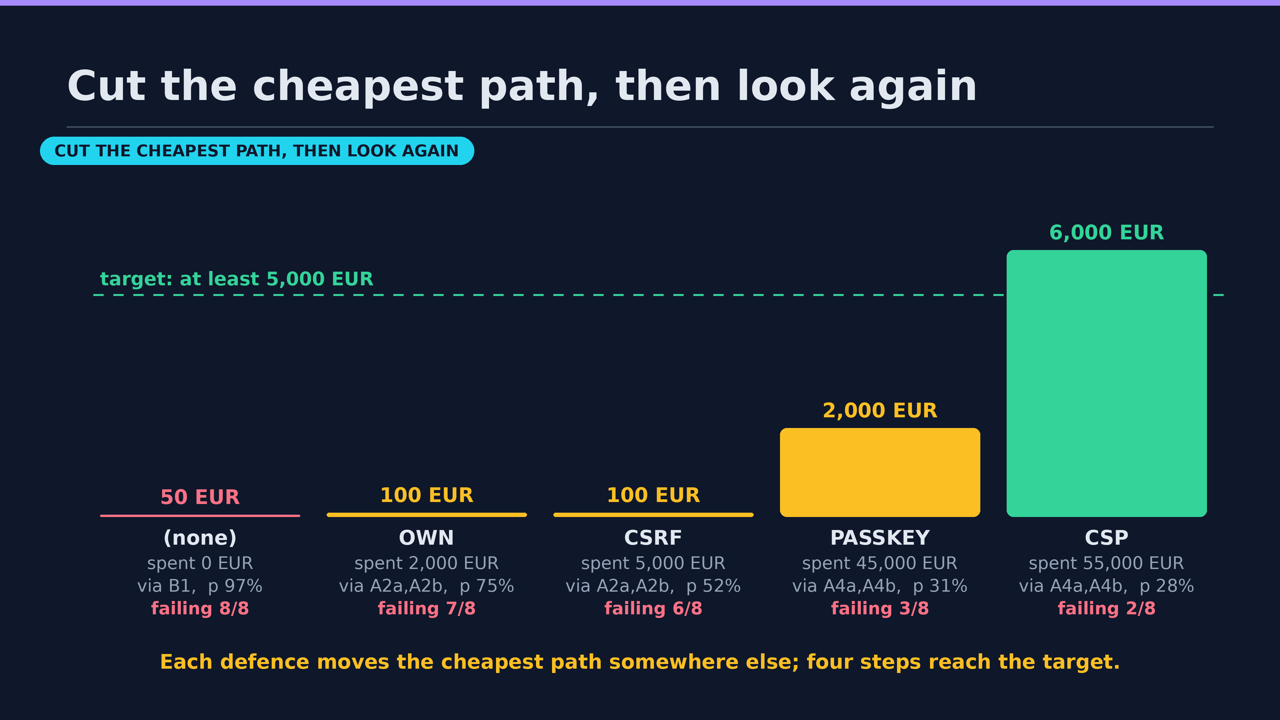 Cut the cheapest path, then look again
CUT THE CHEAPEST PATH, THEN LOOK AGAIN
6,000 EUR
target: at least 5,000 EUR
2,000 EUR
50 EUR
100 EUR
100 EUR
(none)
OWN
CSRF
PASSKEY
CSP
spent 0 EUR
spent 2,000 EUR
spent 5,000 EUR
spent 45,000 EUR
spent 55,000 EUR
via B1, p 97%
via A2a,A2b, p 75%
via A2a,A2b, p 52%
via A4a,A4b, p 31%
via A4a,A4b, p 28%
failing 8/8
failing 7/8
failing 6/8
failing 3/8
failing 2/8
Each defence moves the cheapest path somewhere else; four steps reach the target.